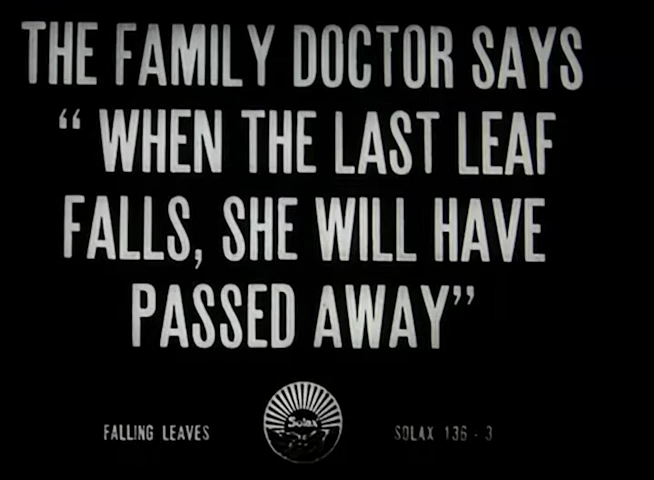 THE FAMILY DOCTOR SAYS
“ WHEN THE LAST LEAF
FALLS, SHE WILL HAVE
PASSED AWAY”
Solax
FALLING LEAVES
SOLAX 136 - 3